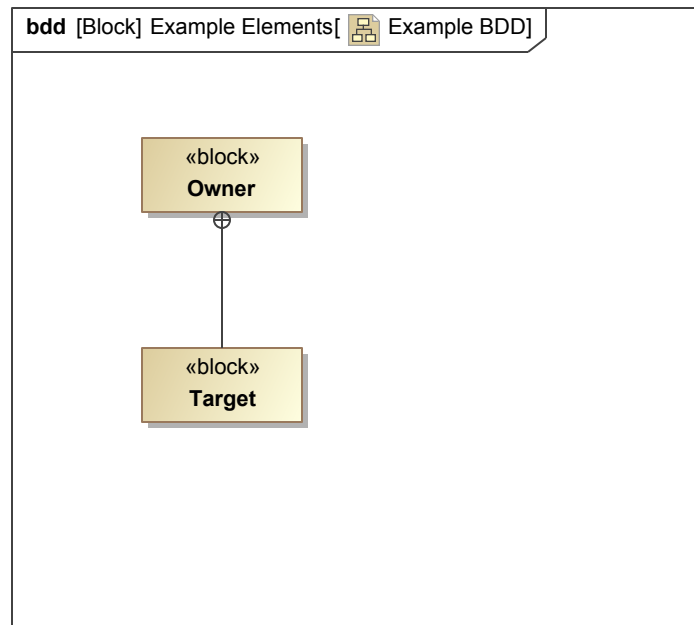 bdd [Block] Example Elements[ Example BDD]
«block»
Owner
«block»
Target